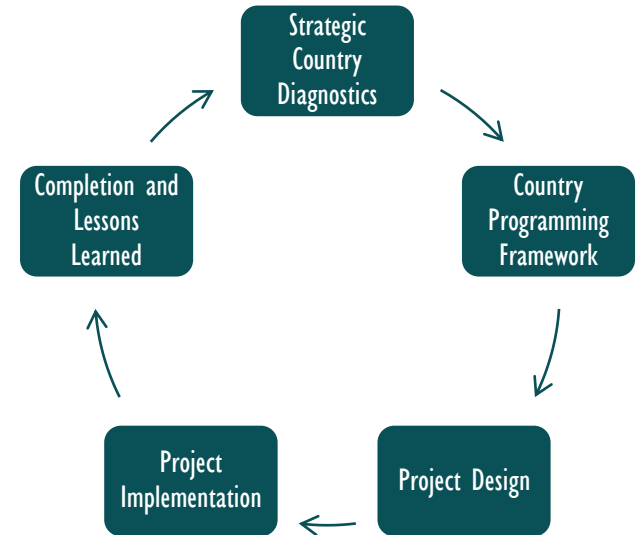 Strategic
Country
Diagnostics
Country
Programming
Framework
Project Design
Project
Implementation
Completion and
Lessons
Learned